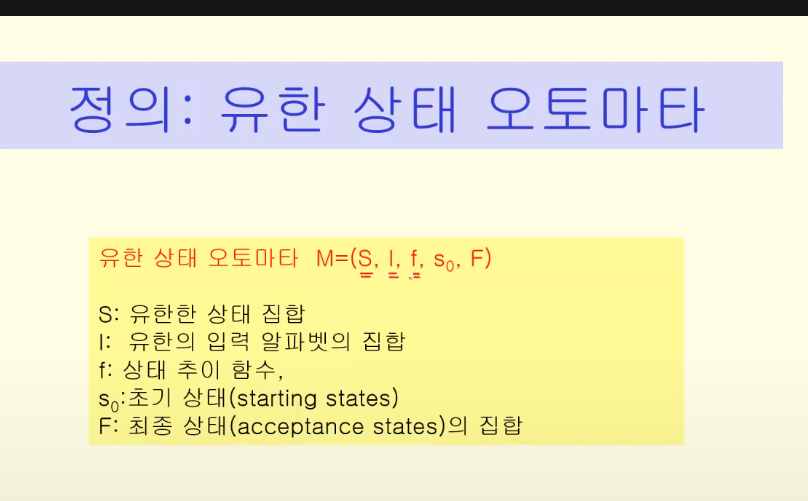 정의: 유한 상태 오토마타
유한 상태 오토마타 M=(S, I, f, s₀, F)
S: 유한한 상태 집합
I: 유한의 입력 알파벳의 집합
f: 상태 추이 함수,
s₀:초기 상태(starting states)
F: 최종 상태(acceptance states)의 집합